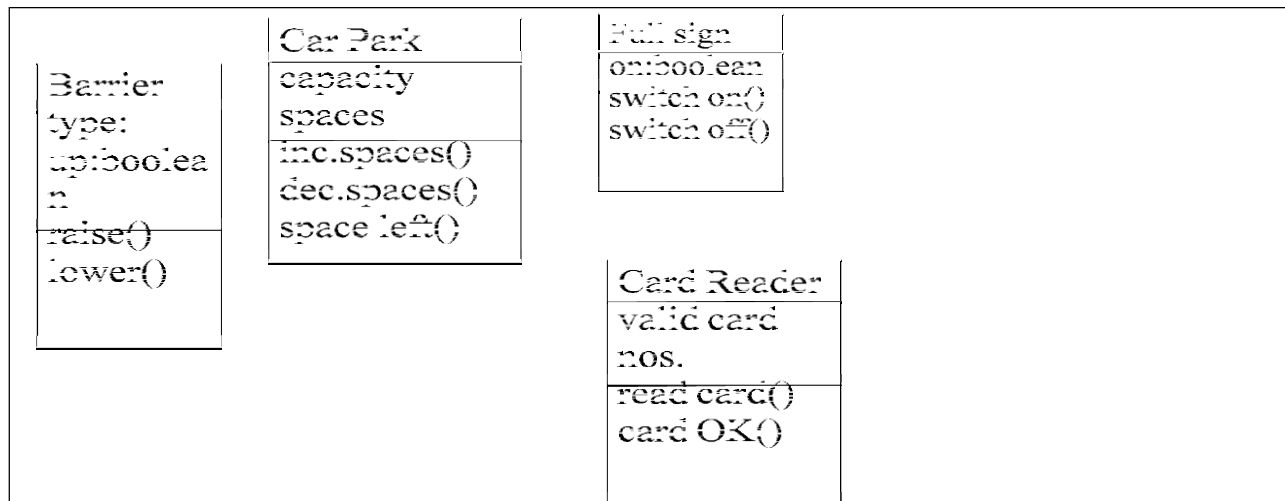 Barrier
type:
up:boolea
n
raise()
lower()
Car Park
capacity
spaces
inc.spaces()
dec.spaces()
space left()
Full sign
on:boolean
switch on()
switch off()
Card Reader
valid card
nos.
read card()
card OK()